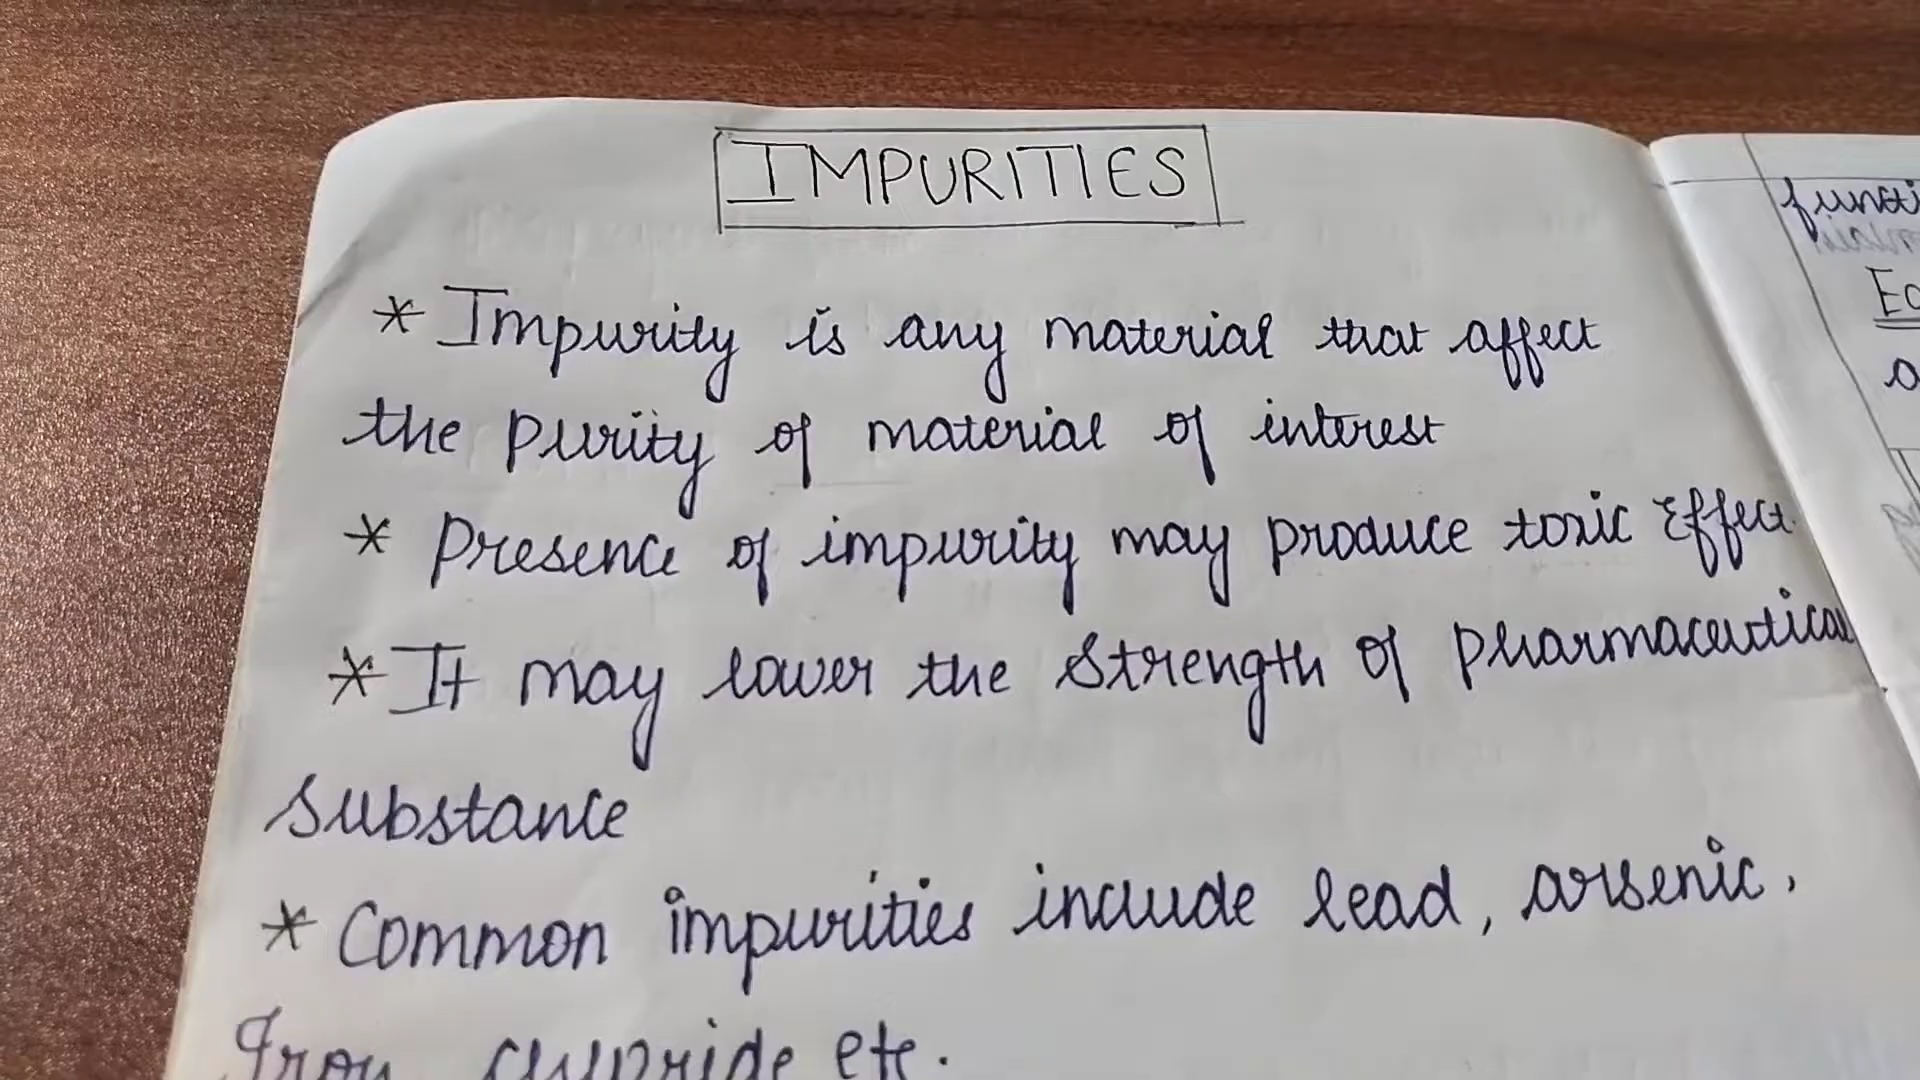 IMPURITIES
* Impurity is any material that affect
the purity of material of interest
* Presence of impurity may produce toxic Effect.
* It may lower the strength of pharmaceutical
substance
* Common impurities include lead, arsenic,
Iron etc.